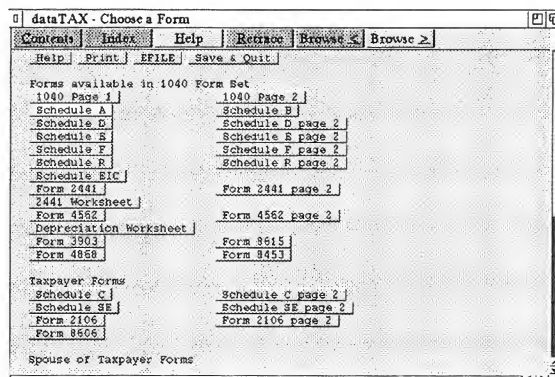 dataTAX - Choose a Form
Contents Index Help Retrace Browse < Browse >
Help Print EFILE Save & Quit
Forms available in 1040 Form Set
1040 Page 1 1040 Page 2
Schedule A Schedule B
Schedule D Schedule D page 2
Schedule E Schedule E page 2
Schedule F Schedule F page 2
Schedule R Schedule R page 2
Schedule EIC
Form 2441 Form 2441 page 2
2441 Worksheet
Form 4562 Form 4562 page 2
Depreciation Worksheet
Form 3903 Form 8615
Form 4868 Form 8453
Taxpayer Forms
Schedule C Schedule C page 2
Schedule SE Schedule SE page 2
Form 2106 Form 2106 page 2
Form 8606
Spouse of Taxpayer Forms